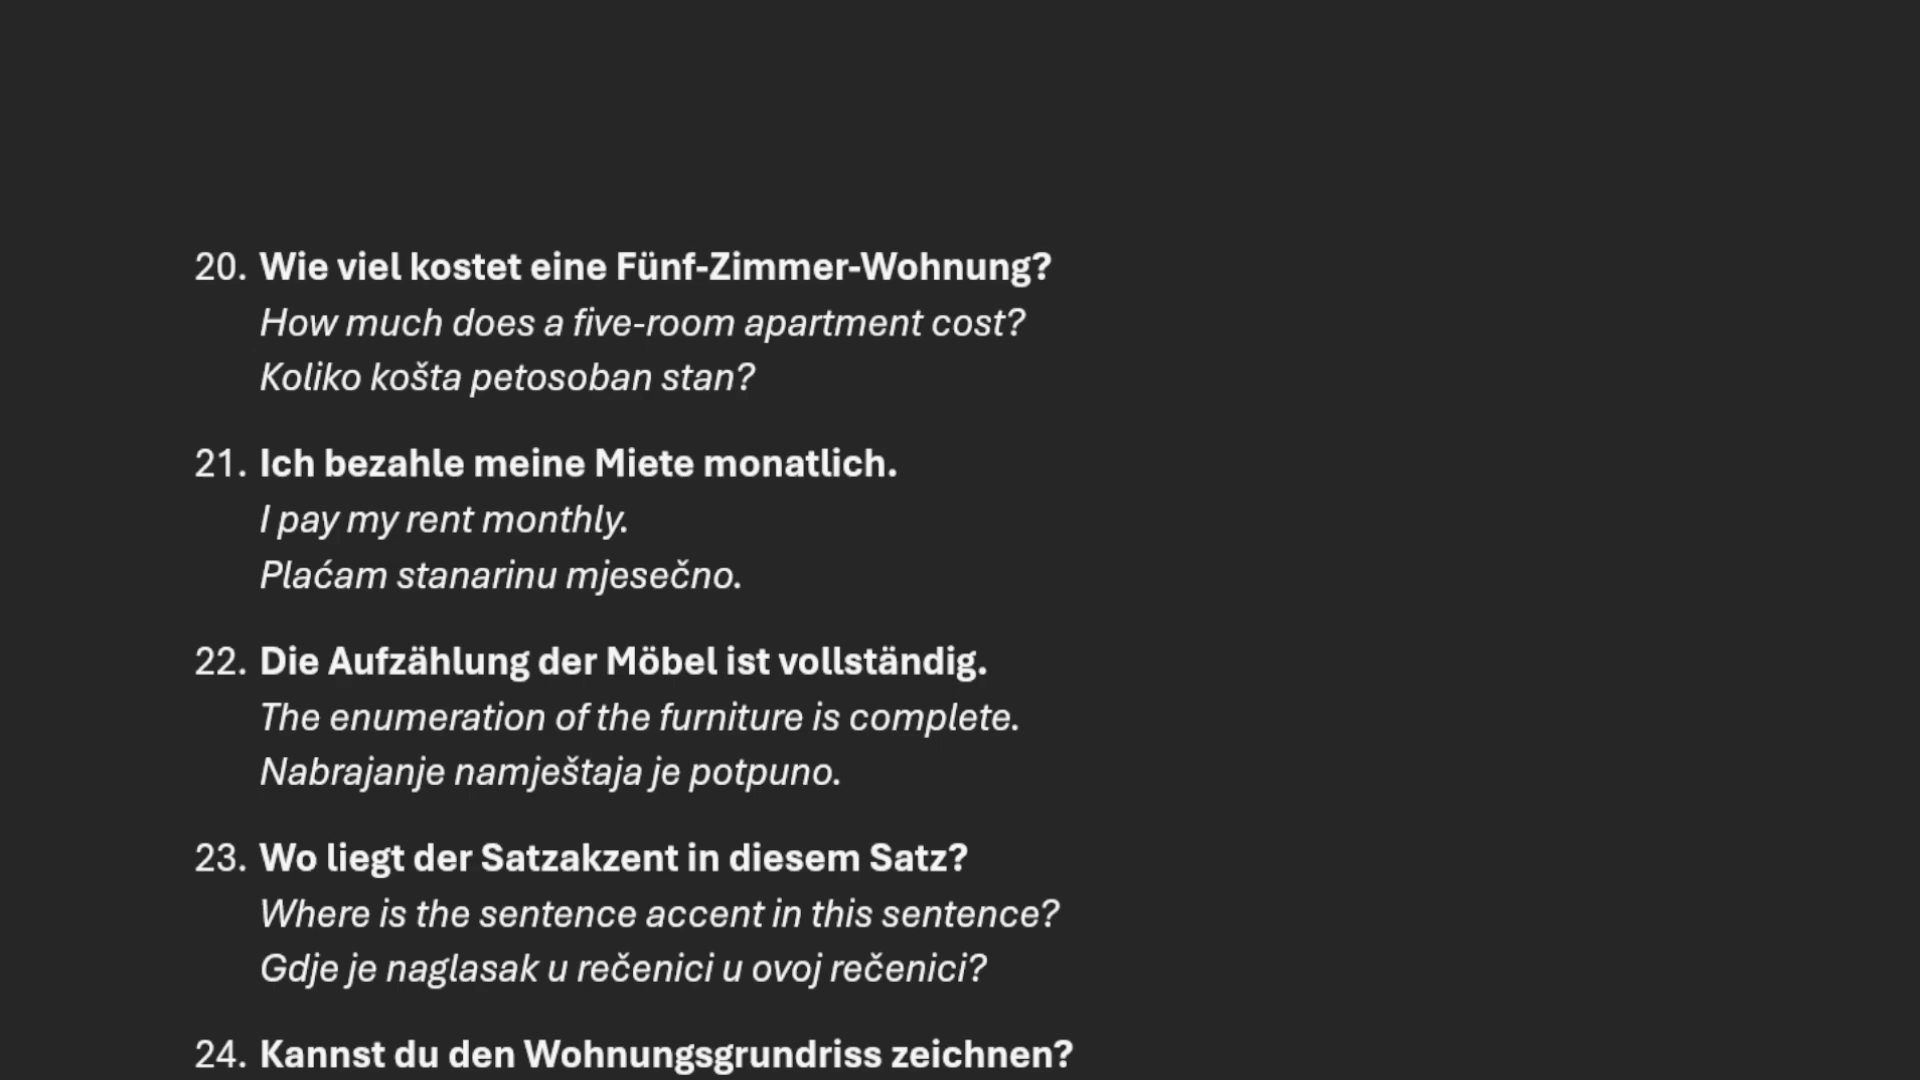 20. Wie viel kostet eine Fünf-Zimmer-Wohnung?
How much does a five-room apartment cost?
Koliko košta petosoban stan?
21. Ich bezahle meine Miete monatlich.
I pay my rent monthly.
Plaćam stanarinu mjesečno.
22. Die Aufzählung der Möbel ist vollständig.
The enumeration of the furniture is complete.
Nabrajanje namještaja je potpuno.
23. Wo liegt der Satzakzent in diesem Satz?
Where is the sentence accent in this sentence?
Gdje je naglasak u rečenici u ovoj rečenici?
24. Kannst du den Wohnungsgrundriss zeichnen?